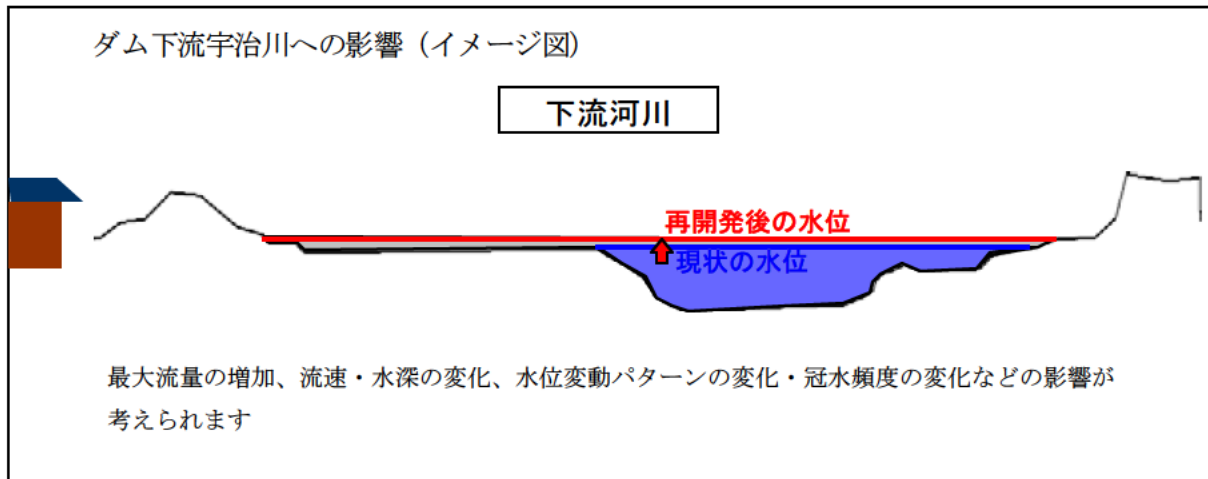 ダム下流宇治川への影響（イメージ図）
下流河川
再開発後の水位
現状の水位
最大流量の増加、流速・水深の変化、水位変動パターンの変化・冠水頻度の変化などの影響が
考えられます